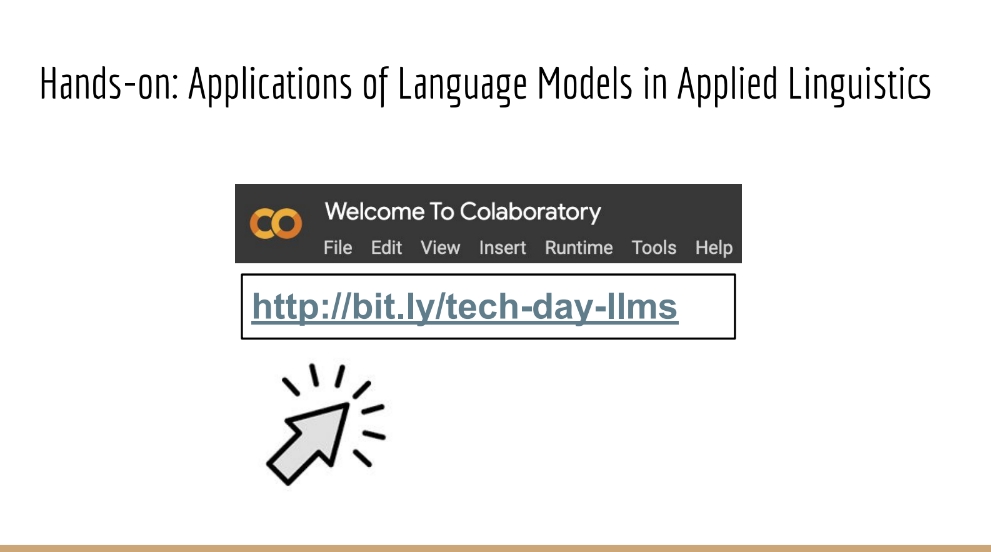 Hands-on: Applications of Language Models in Applied Linguistics
CO
Welcome To Colaboratory
File Edit View Insert Runtime Tools Help
http://bit.ly/tech-day-llms